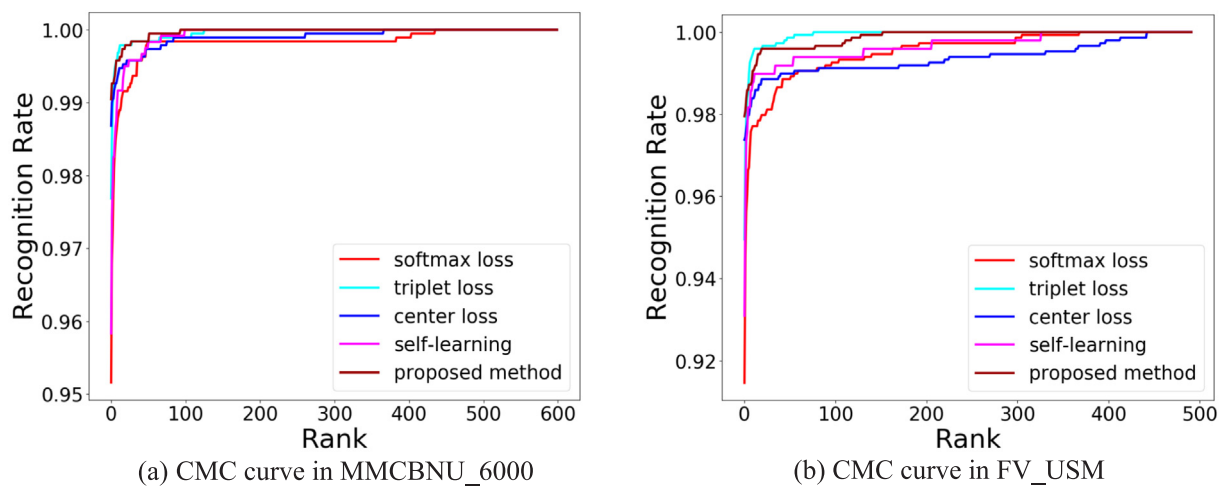 1.00
0.99
0.98
0.97
0.96
0.95
Recognition Rate
softmax loss
triplet loss
center loss
self-learning
proposed method
0 100 200 300 400 500 600
Rank
(a) CMC curve in MMCBNU_6000
1.00
0.98
0.96
0.94
0.92
Recognition Rate
softmax loss
triplet loss
center loss
self-learning
proposed method
0 100 200 300 400 500
Rank
(b) CMC curve in FV_USM